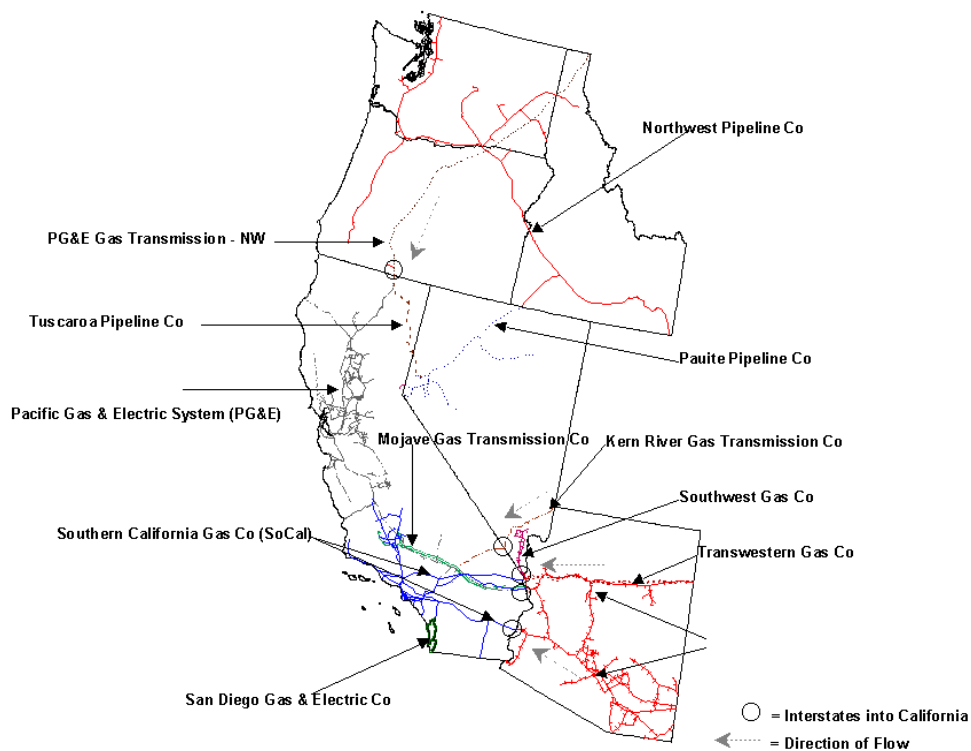 Northwest Pipeline Co
PG&E Gas Transmission - NW
Tuscaroa Pipeline Co
Pauite Pipeline Co
Pacific Gas & Electric System (PG&E)
Mojave Gas Transmission Co
Kern River Gas Transmission Co
Southwest Gas Co
Southern California Gas Co (SoCal)
Transwestern Gas Co
San Diego Gas & Electric Co
= Interstates into California
= Direction of Flow